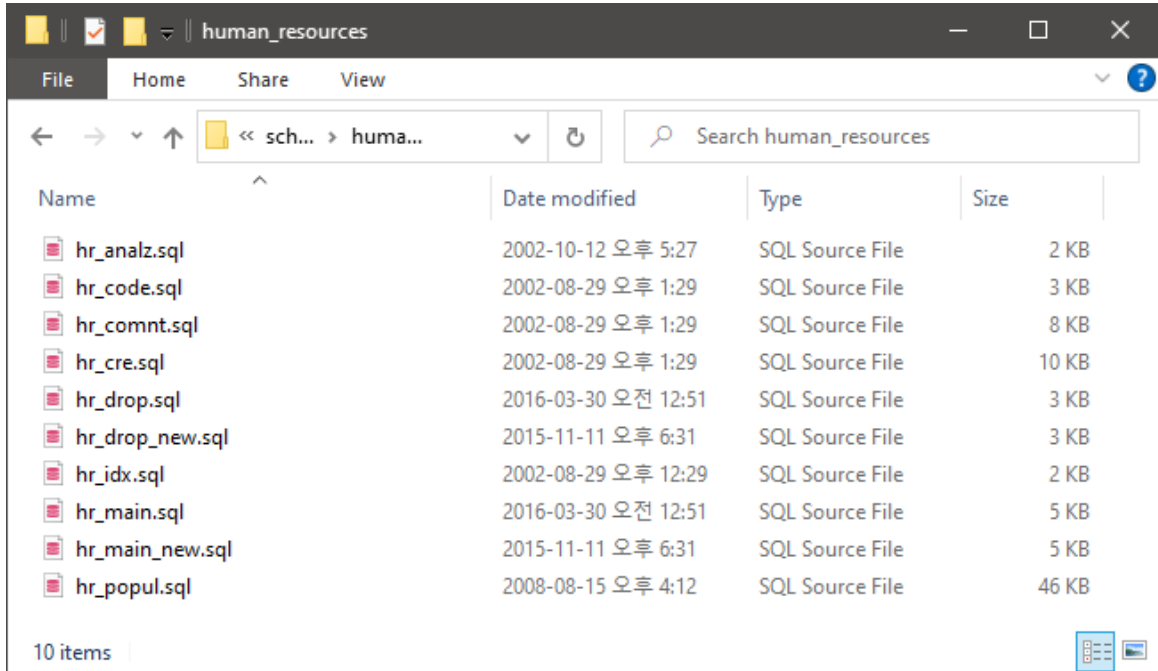 human_resources
File Home Share View
« sch... › huma... Search human_resources
Name Date modified Type Size
hr_analz.sql 2002-10-12 오후 5:27 SQL Source File 2 KB
hr_code.sql 2002-08-29 오후 1:29 SQL Source File 3 KB
hr_comnt.sql 2002-08-29 오후 1:29 SQL Source File 8 KB
hr_cre.sql 2002-08-29 오후 1:29 SQL Source File 10 KB
hr_drop.sql 2016-03-30 오전 12:51 SQL Source File 3 KB
hr_drop_new.sql 2015-11-11 오후 6:31 SQL Source File 3 KB
hr_idx.sql 2002-08-29 오후 12:29 SQL Source File 2 KB
hr_main.sql 2016-03-30 오전 12:51 SQL Source File 5 KB
hr_main_new.sql 2015-11-11 오후 6:31 SQL Source File 5 KB
hr_popul.sql 2008-08-15 오후 4:12 SQL Source File 46 KB
10 items